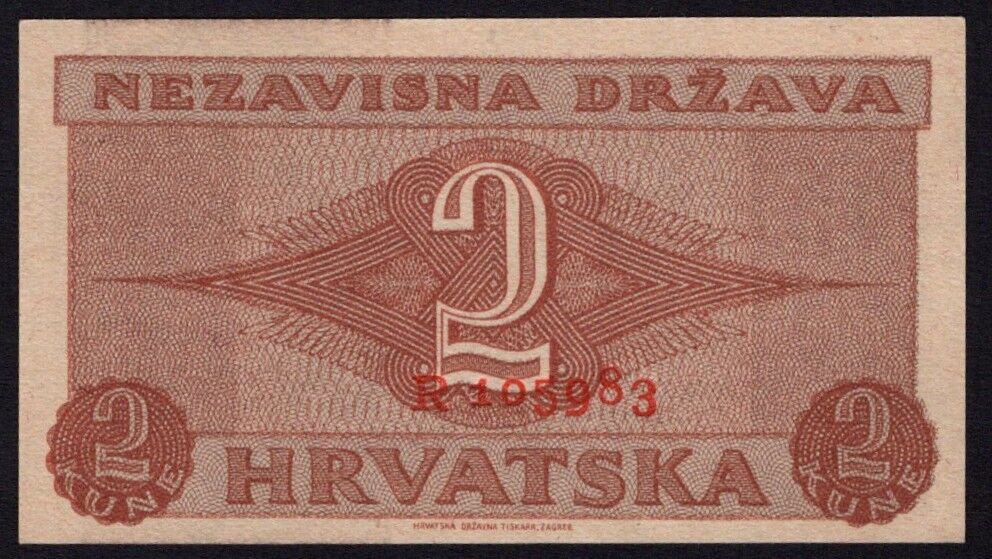 NEZAVISNA DRŽAVA
2
R 105983
2 KUNE
HRVATSKA
2 KUNE
HRVATSKA DRŽAVNA TISKARA, ZAGREB